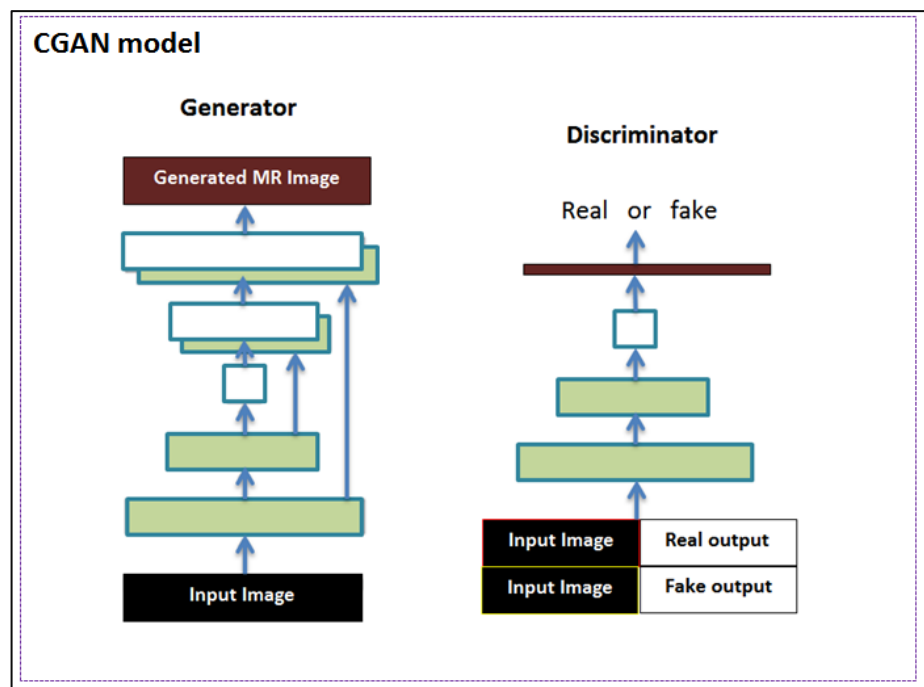 CGAN model
Generator
Generated MR Image
Input Image
Discriminator
Real or fake
Input Image Real output
Input Image Fake output